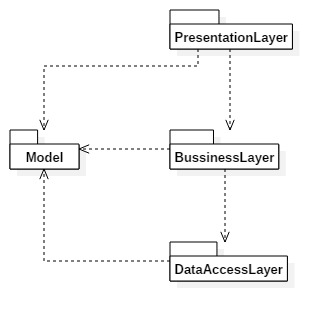 PresentationLayer
Model
BussinessLayer
DataAccessLayer